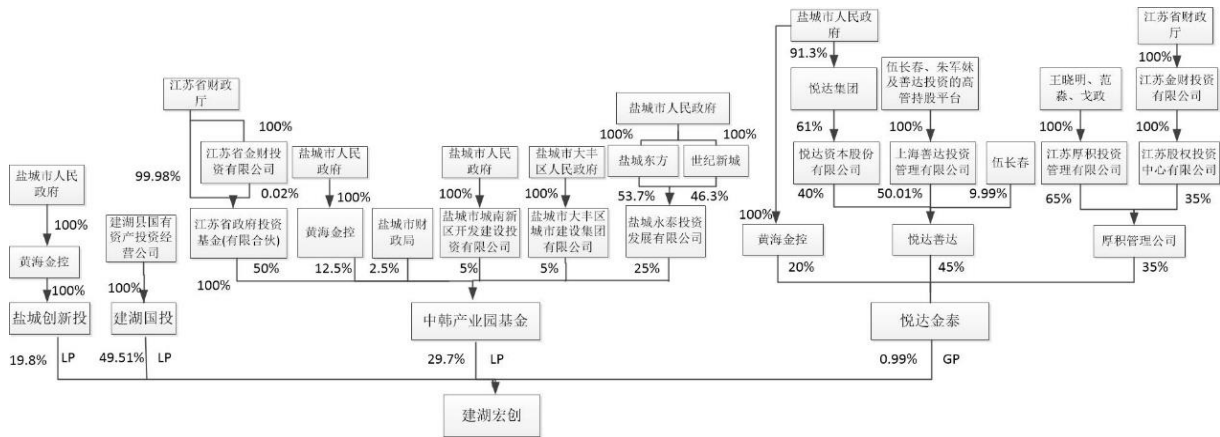 盐城市人民政
府
江苏省财政
厅
91.3%
100%
江苏省财政
厅
伍长春、朱军妹
及善达投资的高
管持股平台
王晓明、范
淼、戈政
江苏金财投资
有限公司
悦达集团
盐城市人民政府
100%
100%
100%
61%
100%
100%
100%
江苏省金财投
资有限公司
盐城市人民
政府
盐城市人民
政府
盐城市大丰
区人民政府
盐城东方
世纪新城
悦达资本股份
有限公司
上海善达投资
管理有限公司
伍长春
江苏厚积投资
管理有限公司
江苏股权投资
中心有限公司
盐城市人民
政府
99.98%
0.02%
100%
100%
100%
53.7%
46.3%
40%
50.01%
9.99%
65%
35%
100%
建湖县国有
资产投资经
营公司
江苏省政府投资
基金(有限合伙)
黄海金控
盐城市财
政局
盐城市城南新
区开发建设投
资有限公司
盐城市大丰区
城市建设集团
有限公司
盐城永泰投资
发展有限公司
100%
黄海金控
悦达善达
厚积管理公司
黄海金控
50%
12.5%
2.5%
5%
5%
25%
20%
45%
35%
100%
100%
100%
盐城创新投
建湖国投
中韩产业园基金
悦达金泰
19.8%
LP
49.51%
LP
29.7%
LP
0.99%
GP
建湖宏创